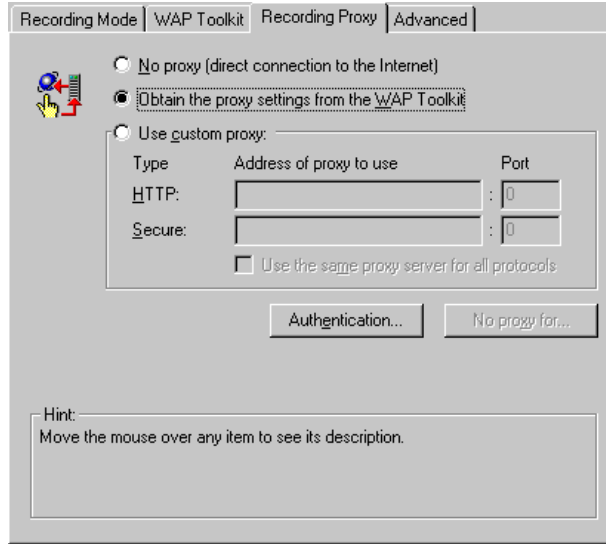 Recording Mode WAP Toolkit Recording Proxy Advanced
No proxy (direct connection to the Internet)
Obtain the proxy settings from the WAP Toolkit
Use custom proxy:
Type Address of proxy to use Port
HTTP: : 0
Secure: : 0
Use the same proxy server for all protocols
Authentication... No proxy for...
Hint:
Move the mouse over any item to see its description.